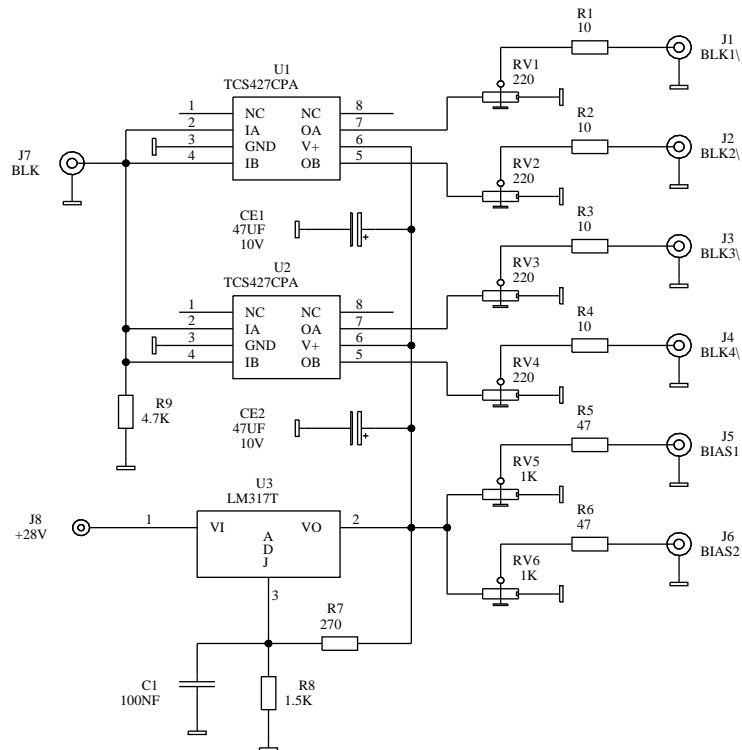 R1
10
J1
BLK1\
RV1
220
U1
TCS427CPA
1 NC NC 8
2 IA OA 7
3 GND V+ 6
4 IB OB 5
J7
BLK
R2
10
J2
BLK2\
RV2
220
CE1
47UF
10V
+
R3
10
J3
BLK3\
RV3
220
U2
TCS427CPA
1 NC NC 8
2 IA OA 7
3 GND V+ 6
4 IB OB 5
R4
10
J4
BLK4\
RV4
220
R9
4.7K
CE2
47UF
10V
+
R5
47
J5
BIAS1
RV5
1K
U3
LM317T
J8
+28V
1 VI VO 2
A
D
J
3
R6
47
J6
BIAS2
RV6
1K
R7
270
C1
100NF
R8
1.5K